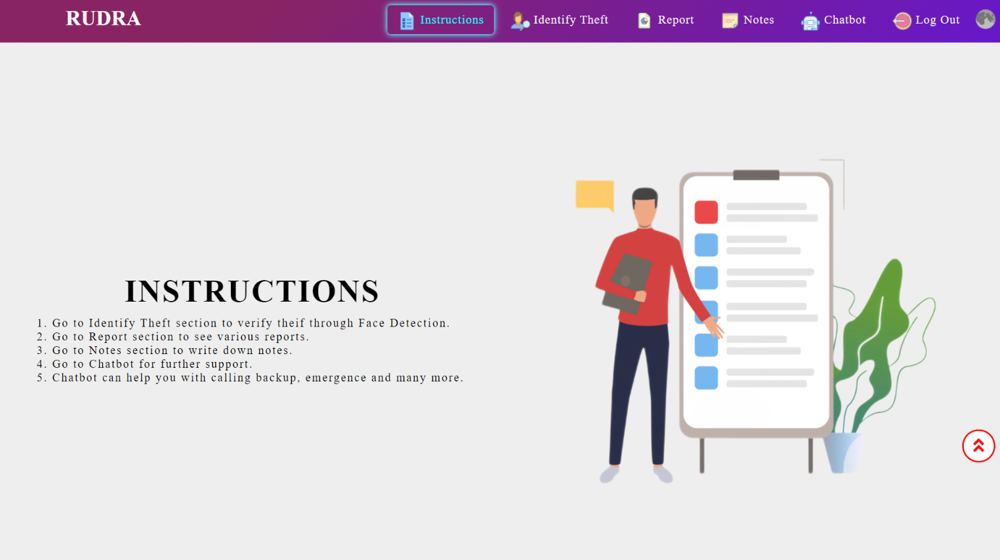 RUDRA
Instructions
Identify Theft
Report
Notes
Chatbot
Log Out
INSTRUCTIONS
1. Go to Identify Theft section to verify theif through Face Detection.
2. Go to Report section to see various reports.
3. Go to Notes section to write down notes.
4. Go to Chatbot for further support.
5. Chatbot can help you with calling backup, emergence and many more.